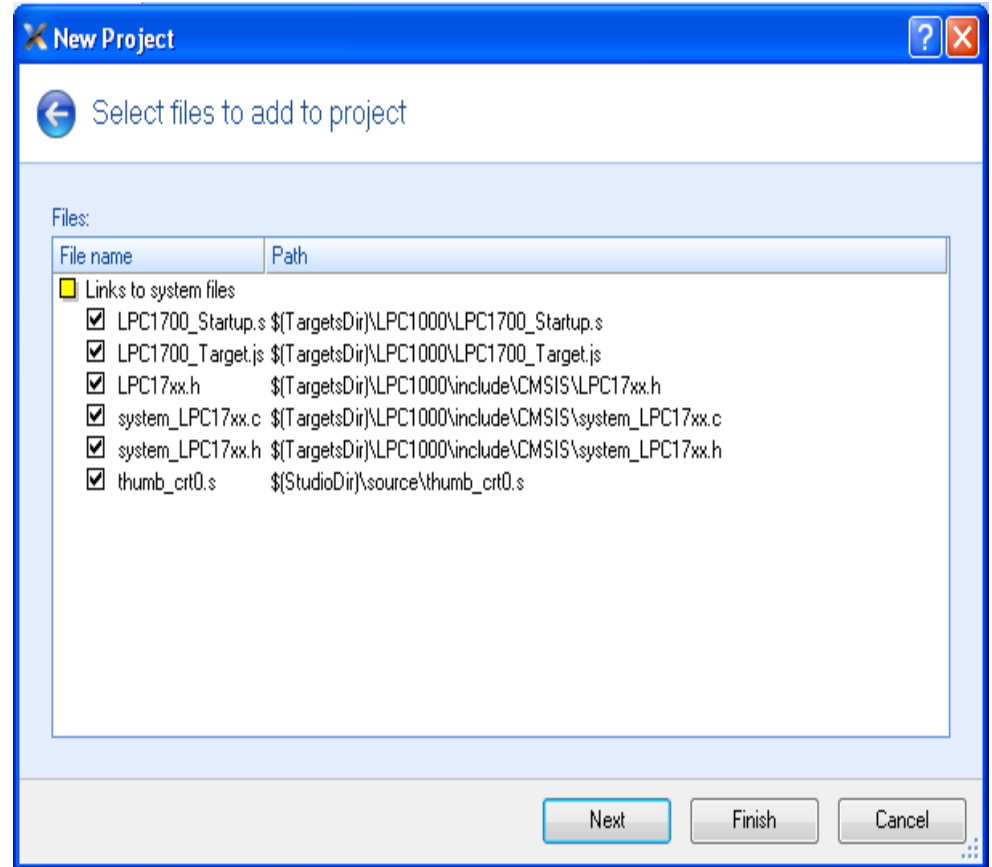 New Project
?
Select files to add to project
Files:
File name Path
Links to system files
LPC1700_Startup.s $(TargetsDir)\LPC1000\LPC1700_Startup.s
LPC1700_Target.js $(TargetsDir)\LPC1000\LPC1700_Target.js
LPC17xx.h $(TargetsDir)\LPC1000\include\CMSIS\LPC17xx.h
system_LPC17xx.c $(TargetsDir)\LPC1000\include\CMSIS\system_LPC17xx.c
system_LPC17xx.h $(TargetsDir)\LPC1000\include\CMSIS\system_LPC17xx.h
thumb_crt0.s $(StudioDir)\source\thumb_crt0.s
Next Finish Cancel